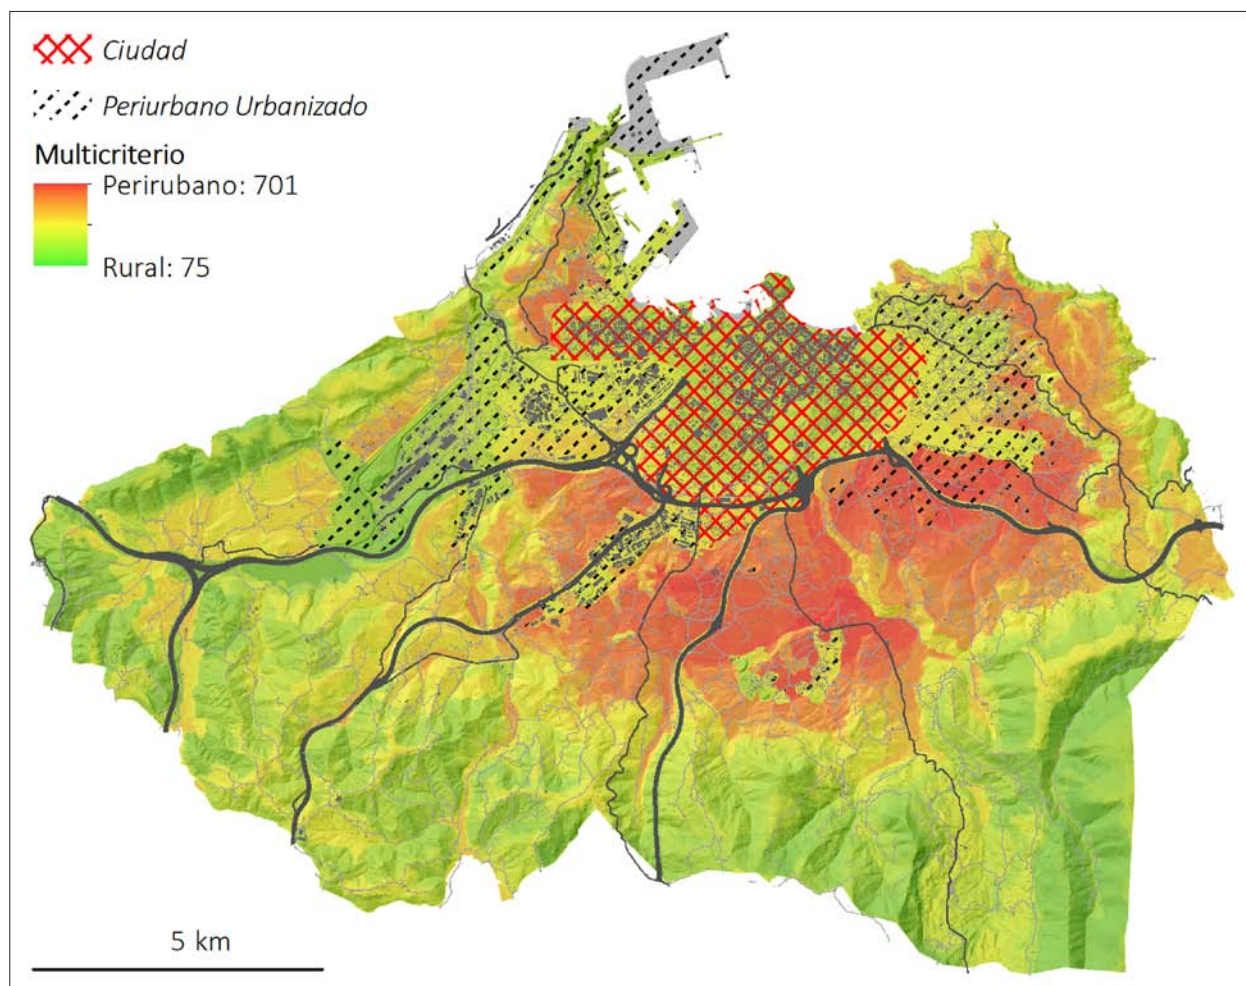 Ciudad
Periurbano Urbanizado
Multicriterio
Perirubano: 701
Rural: 75
5 km